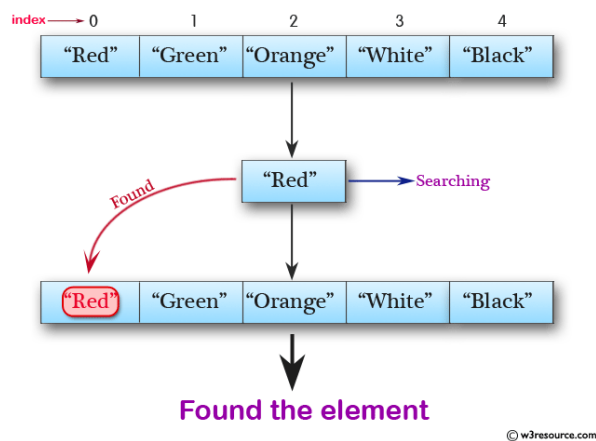 index 0 1 2 3 4
“Red” “Green” “Orange” “White” “Black”
“Red” Searching
Found
“Red” “Green” “Orange” “White” “Black”
Found the element
© w3resource.com